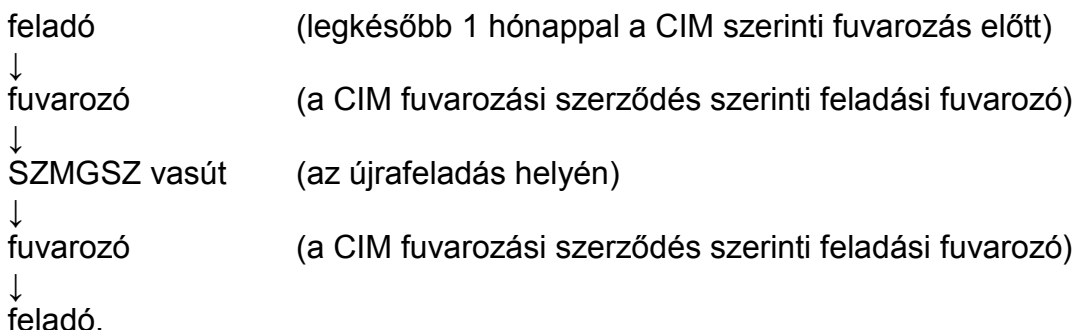 feladó (legkésőbb 1 hónappal a CIM szerinti fuvarozás előtt)
↓
fuvarozó (a CIM fuvarozási szerződés szerinti feladási fuvarozó)
↓
SZMGSZ vasút (az újrafeladás helyén)
↓
fuvarozó (a CIM fuvarozási szerződés szerinti feladási fuvarozó)
↓
feladó.